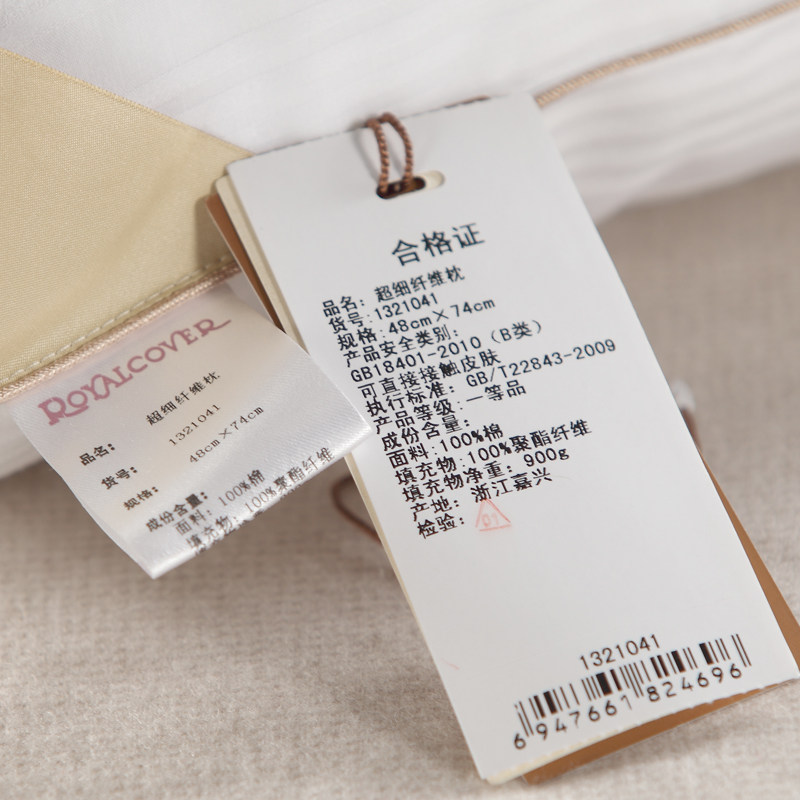 ROYALCOVER
品名: 超细纤维枕
货号: 1321041
规格: 48cm×74cm
成份含量:
面料: 100%棉
填充物: 100%聚酯纤维
合格证
品名: 超细纤维枕
货号:1321041
规格: 48cm×74cm
产品安全类别:
GB18401-2010（B类）
可直接接触皮肤
执行标准: GB/T22843-2009
产品等级:一等品
成份含量:
面料:100%棉
填充物:100%聚酯纤维
填充物净重: 900g
产地: 浙江嘉兴
检验: 01
1321041
6947661824696